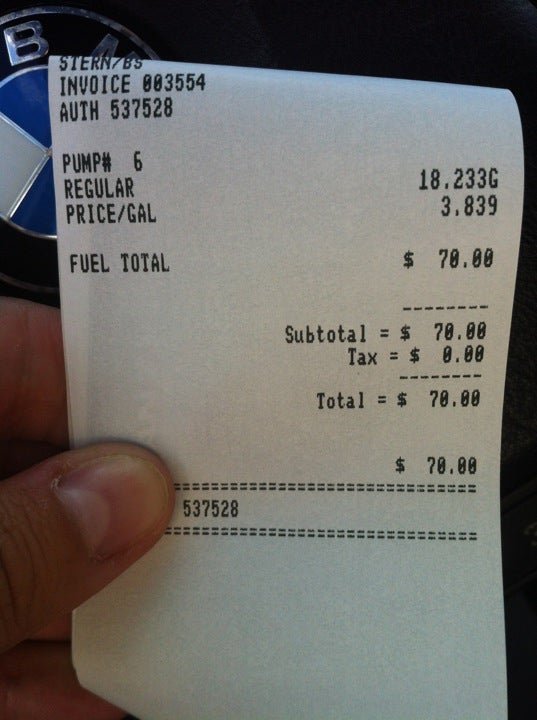 B M
STERN/BS
INVOICE 003554
AUTH 537528
PUMP# 6
REGULAR 18.233G
PRICE/GAL 3.839
FUEL TOTAL $ 70.00
--------
Subtotal = $ 70.00
Tax = $ 0.00
--------
Total = $ 70.00
$ 70.00
======================================
537528
======================================